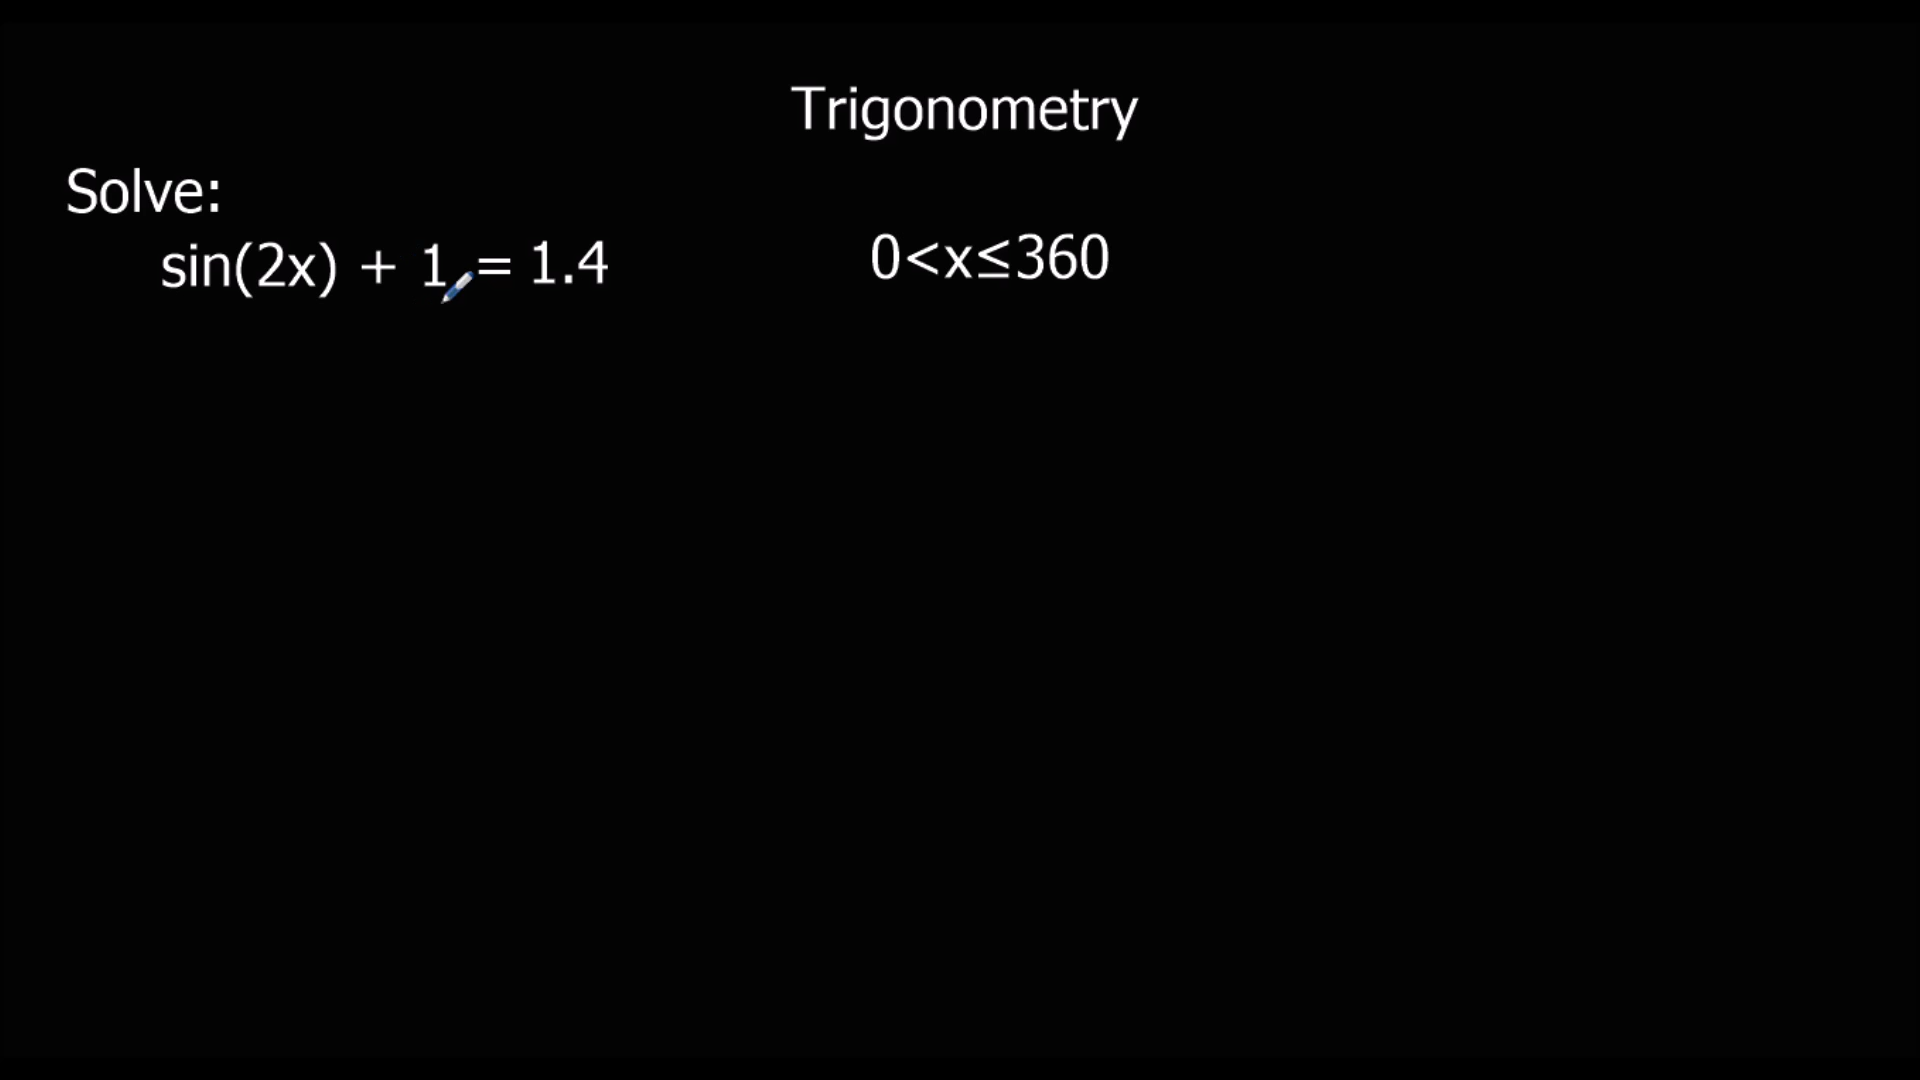 Trigonometry
Solve:
sin(2x) + 1 = 1.4
0<x≤360